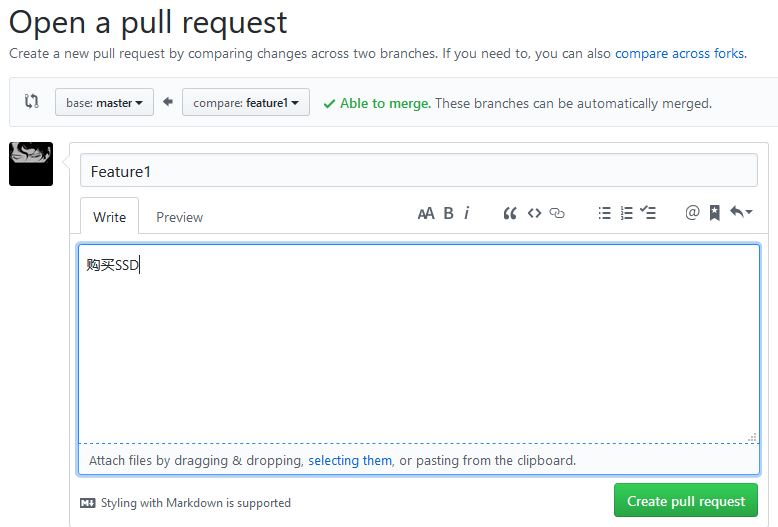 Open a pull request
Create a new pull request by comparing changes across two branches. If you need to, you can also compare across forks.
base: master compare: feature1 Able to merge. These branches can be automatically merged.
Feature1
Write Preview AA B i @
购买SSD
Attach files by dragging & dropping, selecting them, or pasting from the clipboard.
Styling with Markdown is supported Create pull request